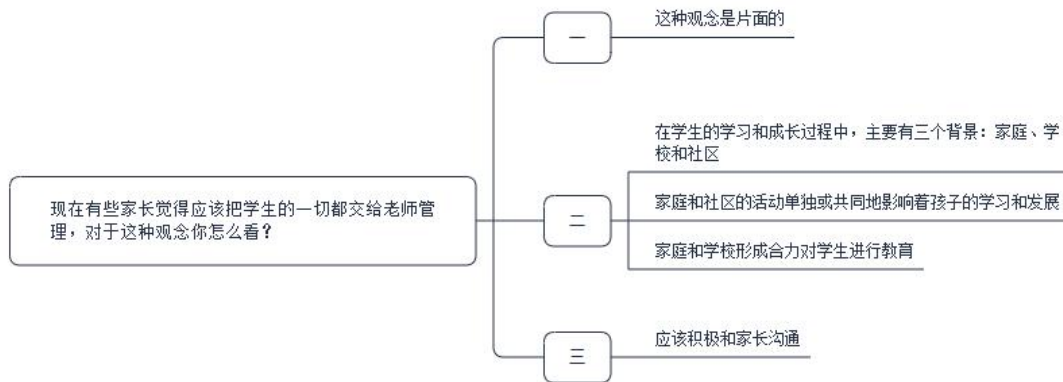 现在有些家长觉得应该把学生的一切都交给老师管
理，对于这种观念你怎么看？
一
这种观念是片面的
二
在学生的学习和成长过程中，主要有三个背景：家庭、学
校和社区
家庭和社区的活动单独或共同地影响着孩子的学习和发展
家庭和学校形成合力对学生进行教育
三
应该积极和家长沟通